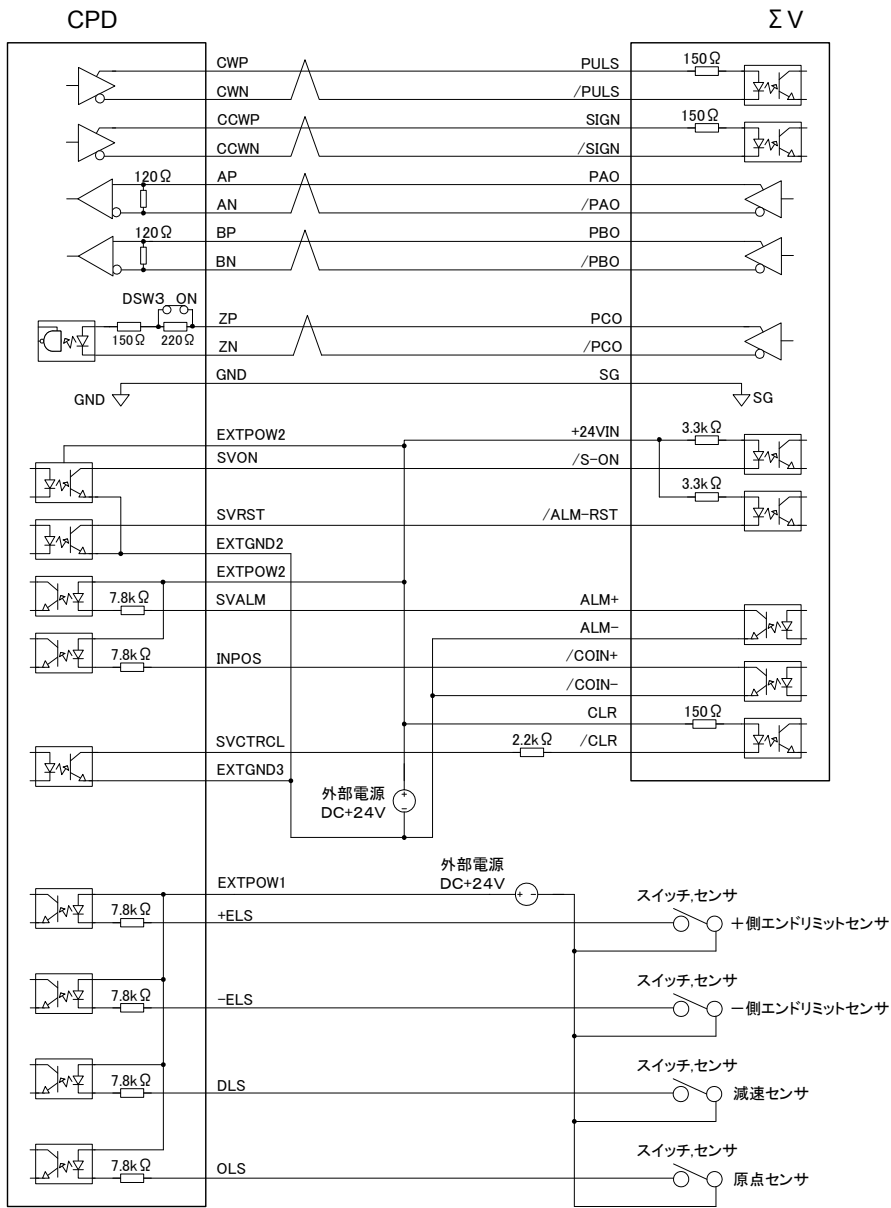 CPD
ΣV
CWP
PULS
150Ω
CWN
/PULS
CCWP
SIGN
150Ω
CCWN
/SIGN
120Ω
AP
PAO
AN
/PAO
120Ω
BP
PBO
BN
/PBO
DSW3 ON
ZP
PCO
150Ω
220Ω
ZN
/PCO
GND
SG
GND
SG
EXTPOW2
+24VIN
3.3kΩ
SVON
/S-ON
3.3kΩ
SVRST
/ALM-RST
EXTGND2
EXTPOW2
7.8kΩ
SVALM
ALM+
ALM-
7.8kΩ
INPOS
/COIN+
/COIN-
CLR
150Ω
SVCTRCL
2.2kΩ
/CLR
EXTGND3
外部電源
DC+24V
+
-
外部電源
EXTPOW1
DC+24V
+ -
スイッチ,センサ
7.8kΩ
+ELS
+側エンドリミットセンサ
スイッチ,センサ
7.8kΩ
-ELS
-側エンドリミットセンサ
スイッチ,センサ
7.8kΩ
DLS
減速センサ
スイッチ,センサ
7.8kΩ
OLS
原点センサ